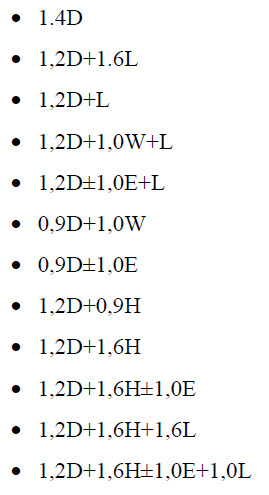 • 1.4D
• 1,2D+1.6L
• 1,2D+L
• 1,2D+1,0W+L
• 1,2D±1,0E+L
• 0,9D+1,0W
• 0,9D±1,0E
• 1,2D+0,9H
• 1,2D+1,6H
• 1,2D+1,6H±1,0E
• 1,2D+1,6H+1,6L
• 1,2D+1,6H±1,0E+1,0L